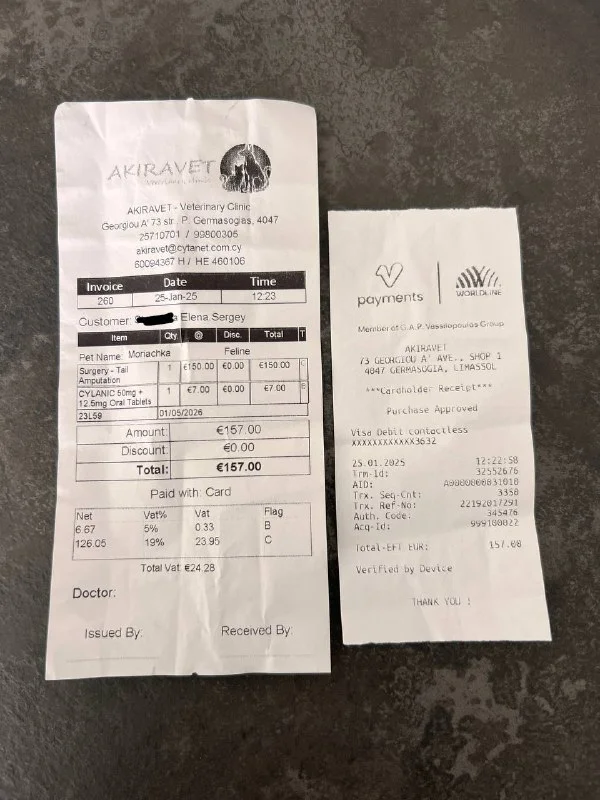 AKIRAVET
Veterinary clinic
AKIRAVET - Veterinary Clinic
Georgiou A' 73 str., P. Germasogias, 4047
25710701 / 99800306
akiravet@cytanet.com.cy
60094367 H / HE 460106
Invoice Date Time
260 25-Jan-25 12:23
Customer: Elena Sergey
Item Qty @ Disc. Total T
Pet Name: Moriachka Feline
Surgery - Tail Amputation 1 €150.00 €0.00 €150.00 C
CYLANIC 50mg + 12.5mg Oral Tablets 1 €7.00 €0.00 €7.00 B
23L59 01/05/2026
Amount: €157.00
Discount: €0.00
Total: €157.00
Paid with: Card
Net Vat% Vat Flag
6.67 5% 0.33 B
126.05 19% 23.95 C
Total Vat €24.28
Doctor:
Issued By: Received By:
payments WORLDLINE
Member of G.A.P. Vassilopoulos Group
AKIRAVET
73 GEORGIOU A' AVE., SHOP 1
4047 GERMASOGIA, LIMASSOL
***Cardholder Receipt***
Purchase Approved
Visa Debit contactless
XXXXXXXXXXXX3632
25.01.2025 12:22:58
Trm-Id: 32552676
AID: A0000000031010
Trx. Seq-Cnt: 3350
Trx. Ref-No: 22192017291
Auth. Code: 345476
Acq-Id: 999100022
Total-EFT EUR: 157.00
Verified by Device
THANK YOU !